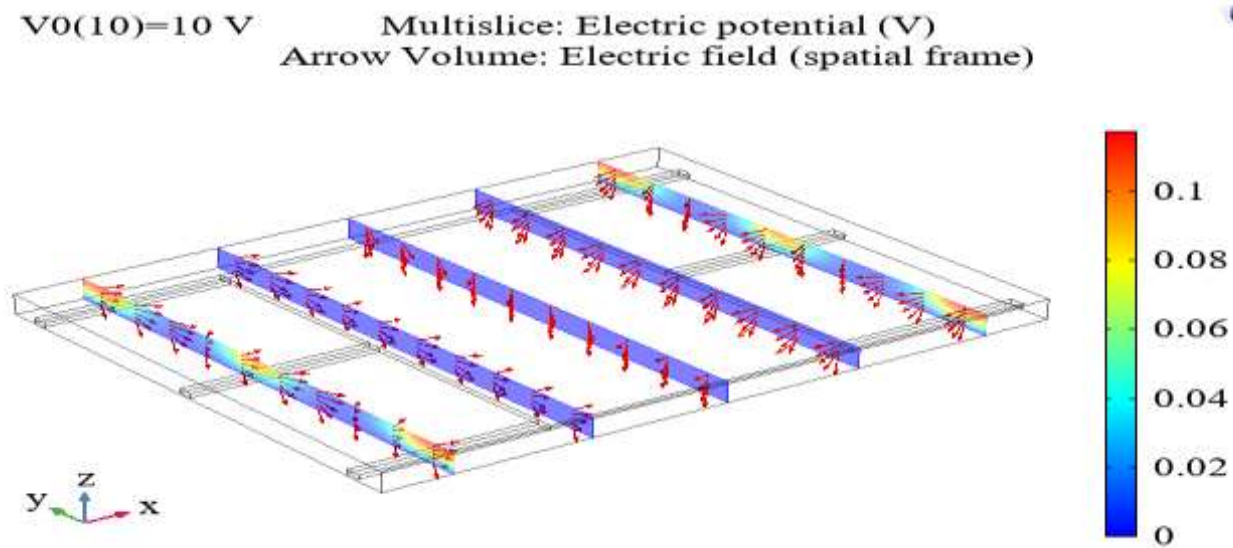 V0(10)=10 V Multislice: Electric potential (V)
Arrow Volume: Electric field (spatial frame)
0.1
0.08
0.06
0.04
0.02
0
y z x